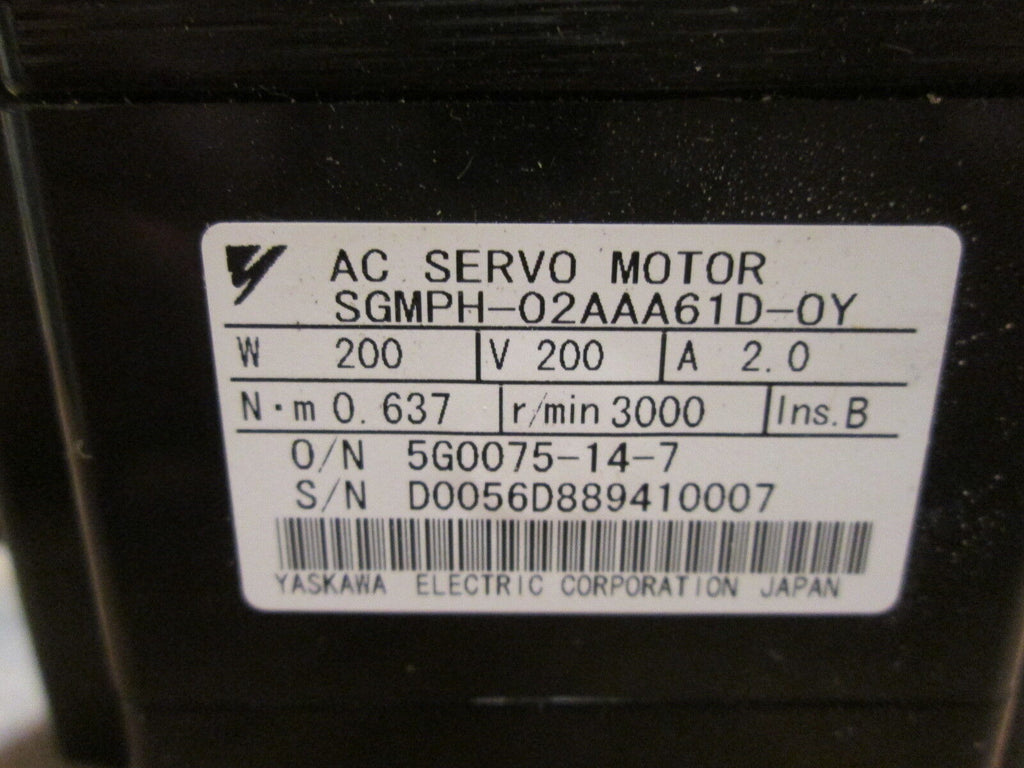 AC SERVO MOTOR
SGMPH-02AAA61D-0Y
W 200 V 200 A 2.0
N·m 0.637 r/min 3000 Ins. B
O/N 5G0075-14-7
S/N D0056D889410007
YASKAWA ELECTRIC CORPORATION JAPAN